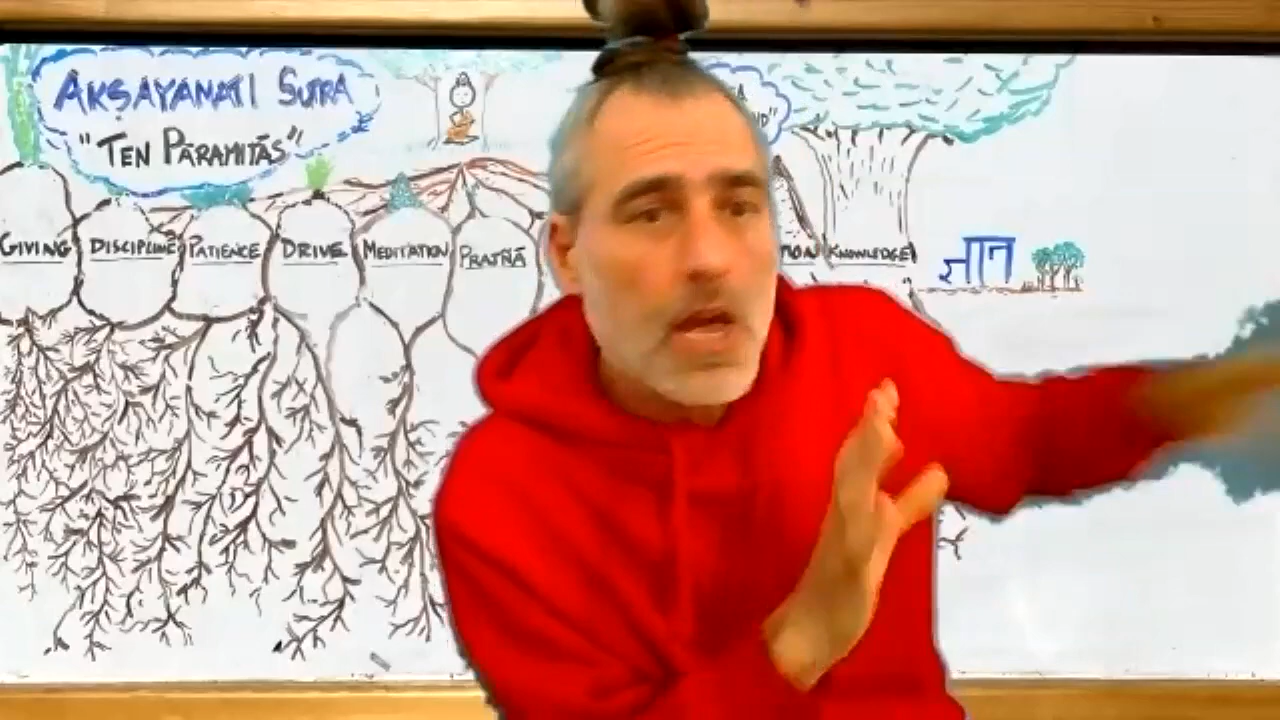 AKṢAYAMATI SUTRA
"TEN PĀRAMITĀS"
GIVING DISCIPLINE PATIENCE DRIVE MEDITATION PRAJÑĀ KNOWLEDGE
ज्ञान